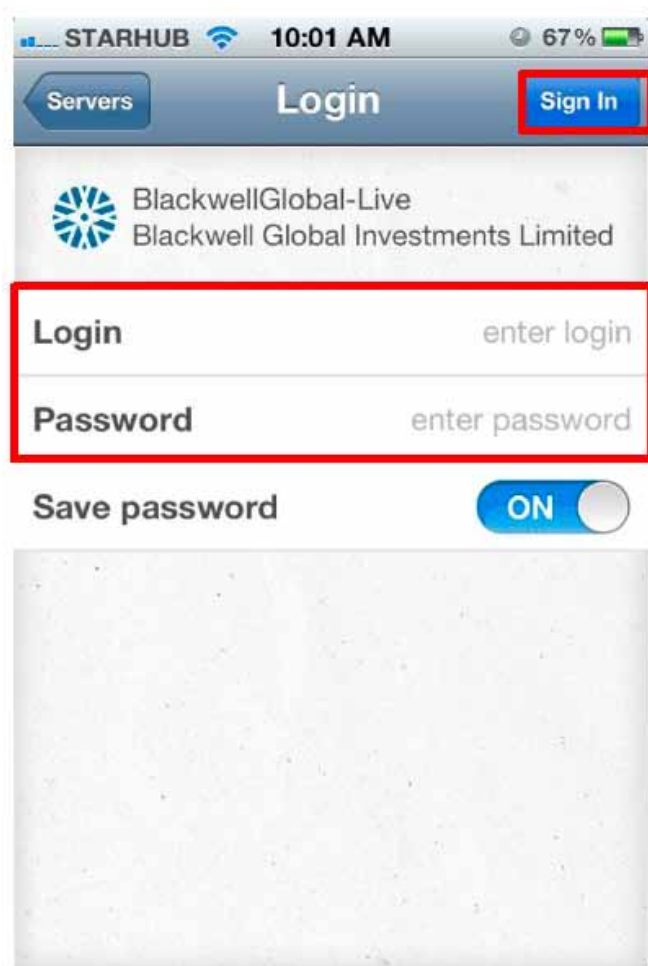 STARHUB 10:01 AM 67%
Servers Login Sign In
BlackwellGlobal-Live
Blackwell Global Investments Limited
Login enter login
Password enter password
Save password ON